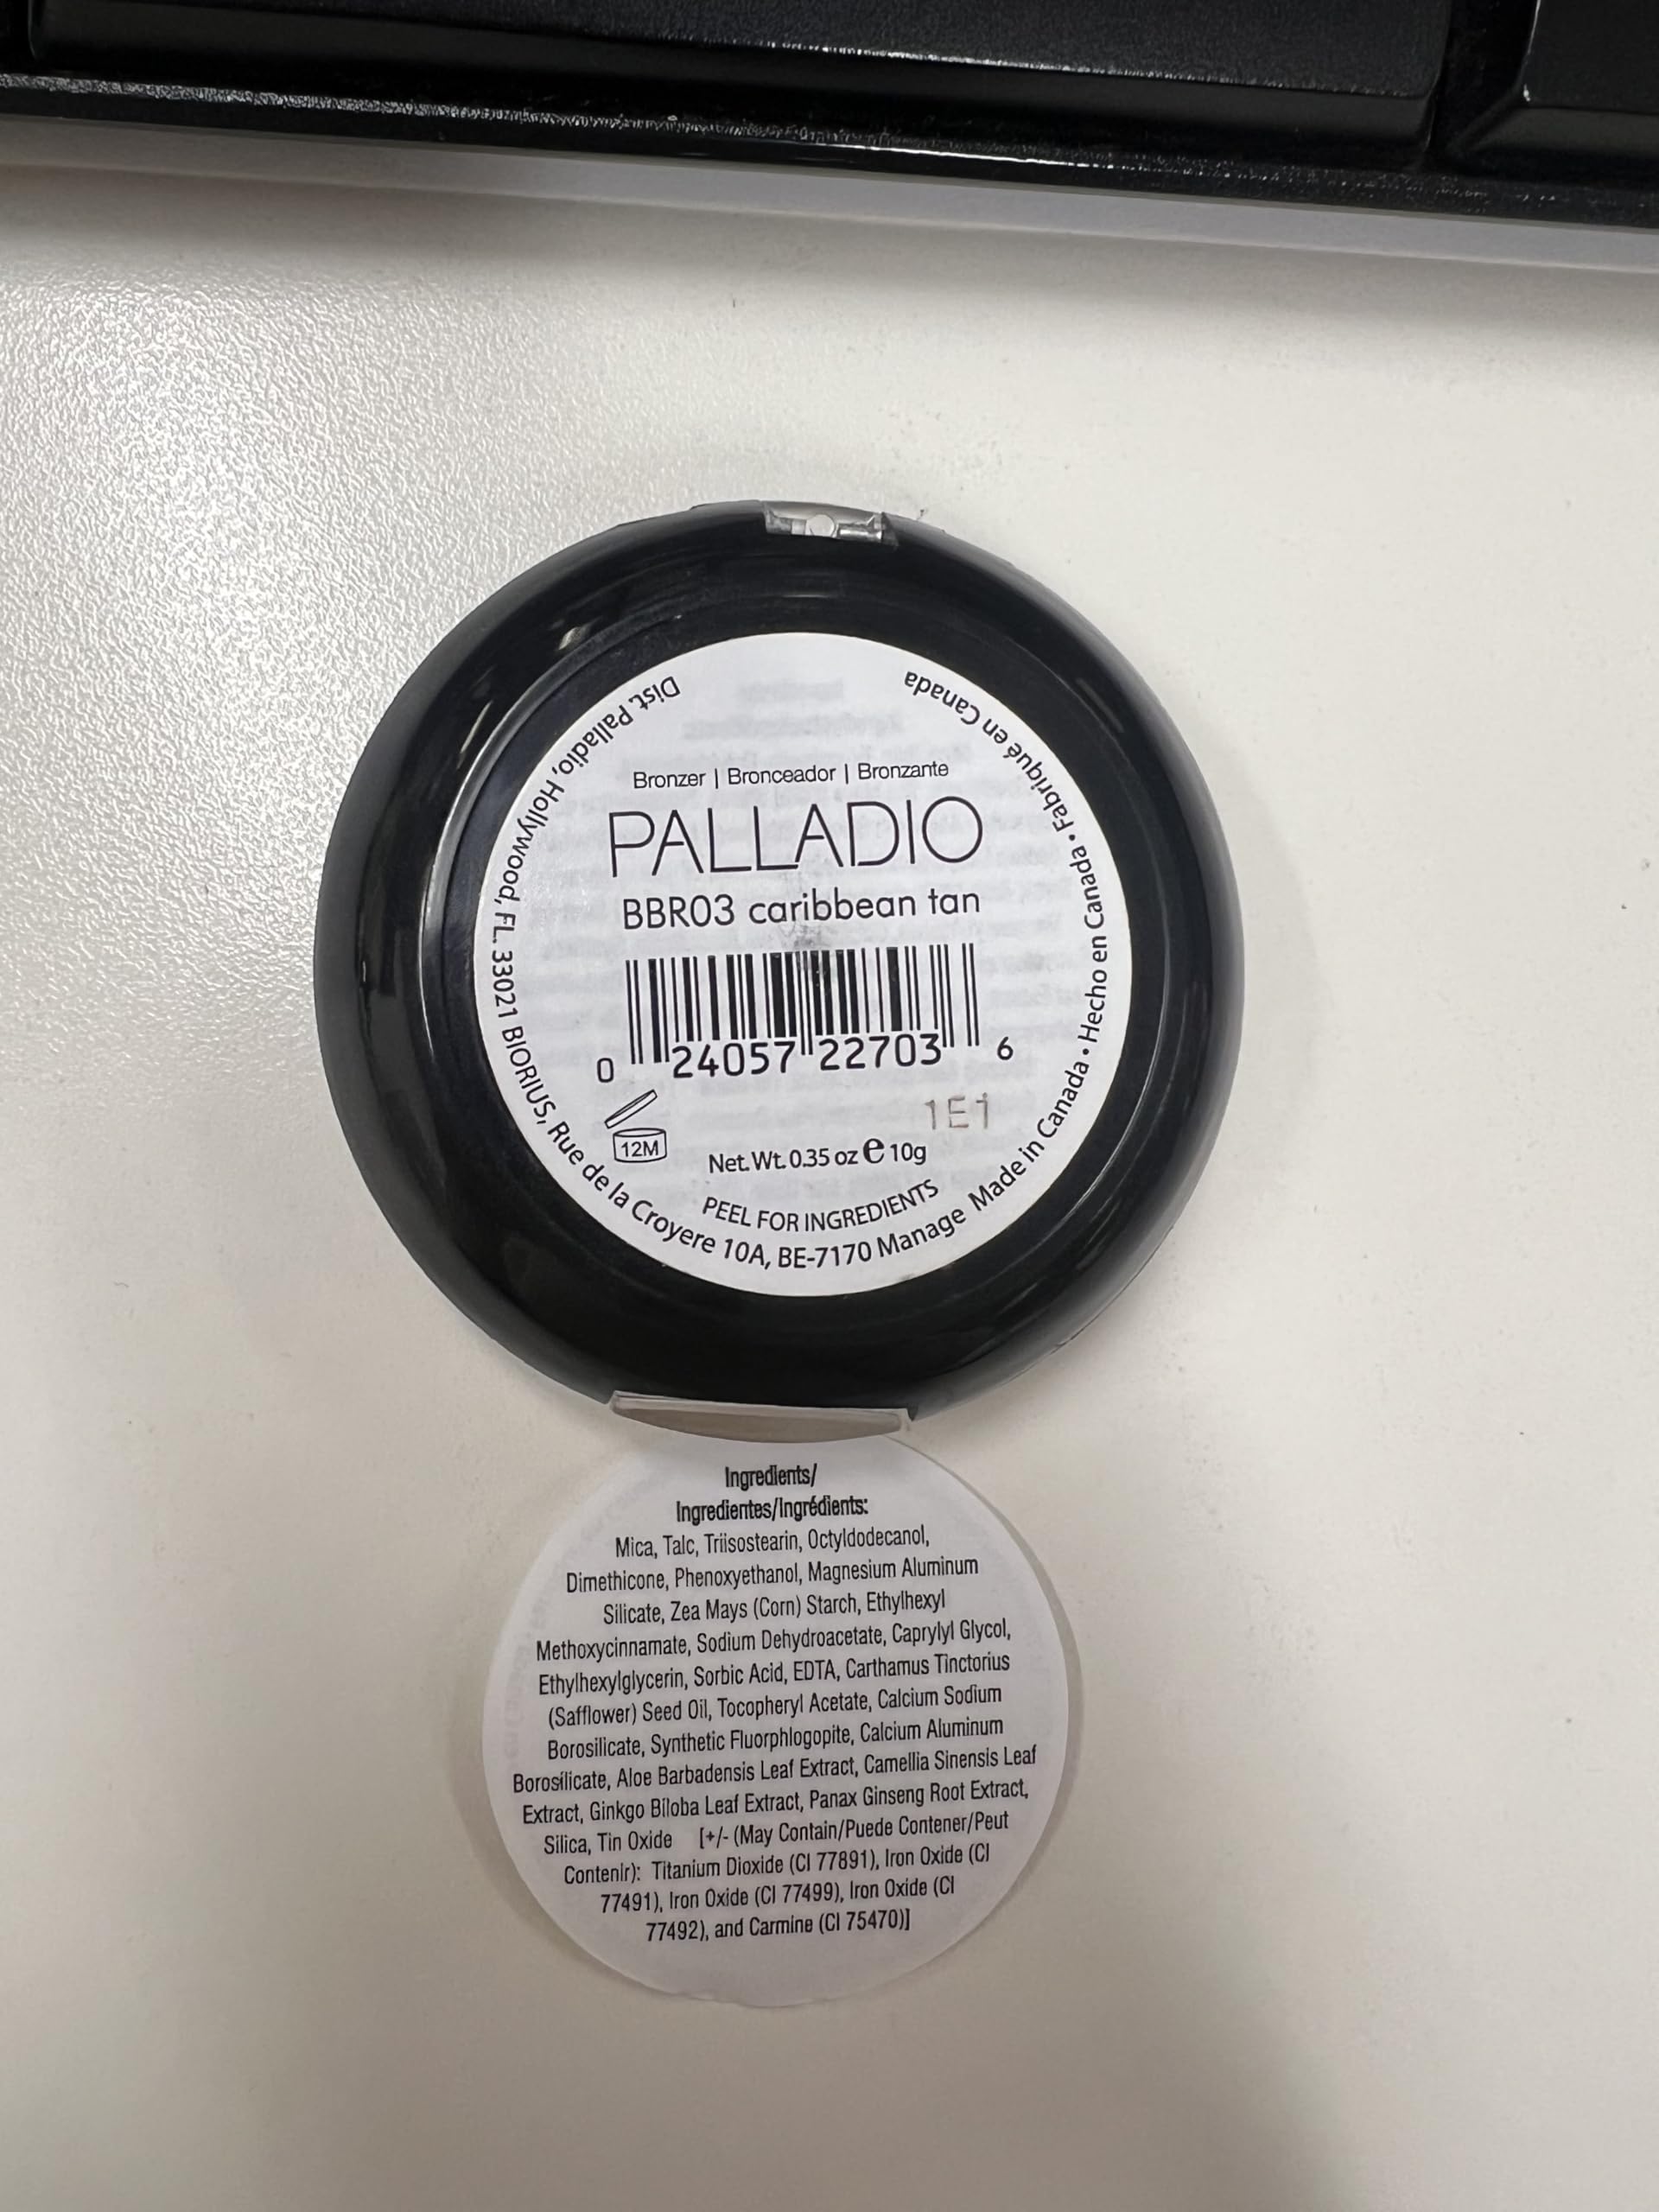 Dist. Palladio, Hollywood, FL. 33021 BIORIUS, Rue de la Croyere 10A, BE-7170 Manage Made in Canada • Hecho en Canada • Fabriqué en Canada
Bronzer | Bronceador | Bronzante
PALLADIO
BBR03 caribbean tan
0 24057 22703 6
1E1
12M
Net. Wt. 0.35 oz e 10g
PEEL FOR INGREDIENTS
Ingredients/
Ingredientes/Ingrédients:
Mica, Talc, Triisostearin, Octyldodecanol,
Dimethicone, Phenoxyethanol, Magnesium Aluminum
Silicate, Zea Mays (Corn) Starch, Ethylhexyl
Methoxycinnamate, Sodium Dehydroacetate, Caprylyl Glycol,
Ethylhexylglycerin, Sorbic Acid, EDTA, Carthamus Tinctorius
(Safflower) Seed Oil, Tocopheryl Acetate, Calcium Sodium
Borosilicate, Synthetic Fluorphlogopite, Calcium Aluminum
Borosilicate, Aloe Barbadensis Leaf Extract, Camellia Sinensis Leaf
Extract, Ginkgo Biloba Leaf Extract, Panax Ginseng Root Extract,
Silica, Tin Oxide [+/- (May Contain/Puede Contener/Peut
Contenir): Titanium Dioxide (CI 77891), Iron Oxide (CI
77491), Iron Oxide (CI 77499), Iron Oxide (CI
77492), and Carmine (CI 75470)]